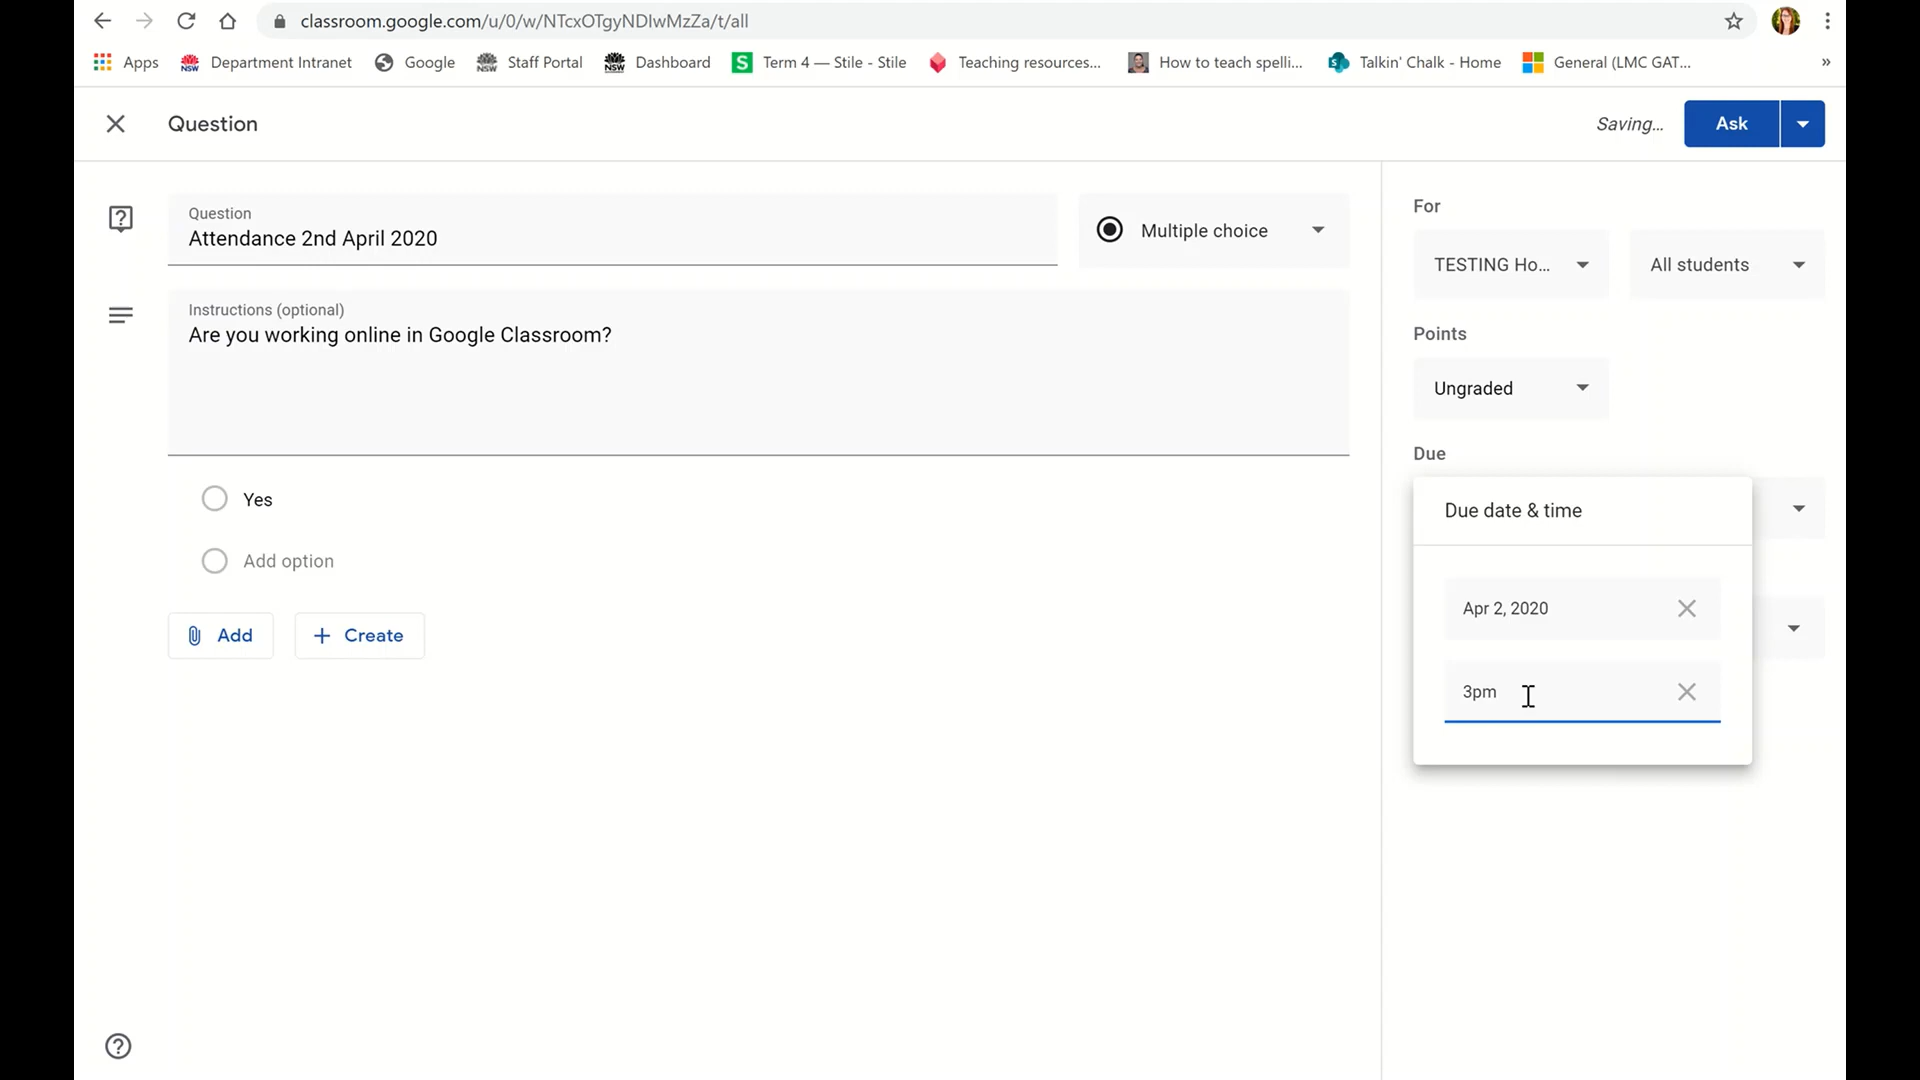 classroom.google.com/u/0/w/NTcxOTgyNDIwMzZa/t/all
Apps
NSW
Department Intranet
Google
NSW
Staff Portal
NSW
Dashboard
S
Term 4 — Stile - Stile
Teaching resources...
How to teach spelli...
S
Talkin' Chalk - Home
General (LMC GAT...
»
Question
Saving...
Ask
Question
Attendance 2nd April 2020
Multiple choice
Instructions (optional)
Are you working online in Google Classroom?
Yes
Add option
Add
Create
For
TESTING Ho...
All students
Points
Ungraded
Due
Due date & time
Apr 2, 2020
3pm